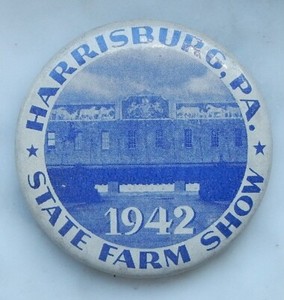 HARRISBURG, PA.
1942
★ STATE FARM SHOW ★